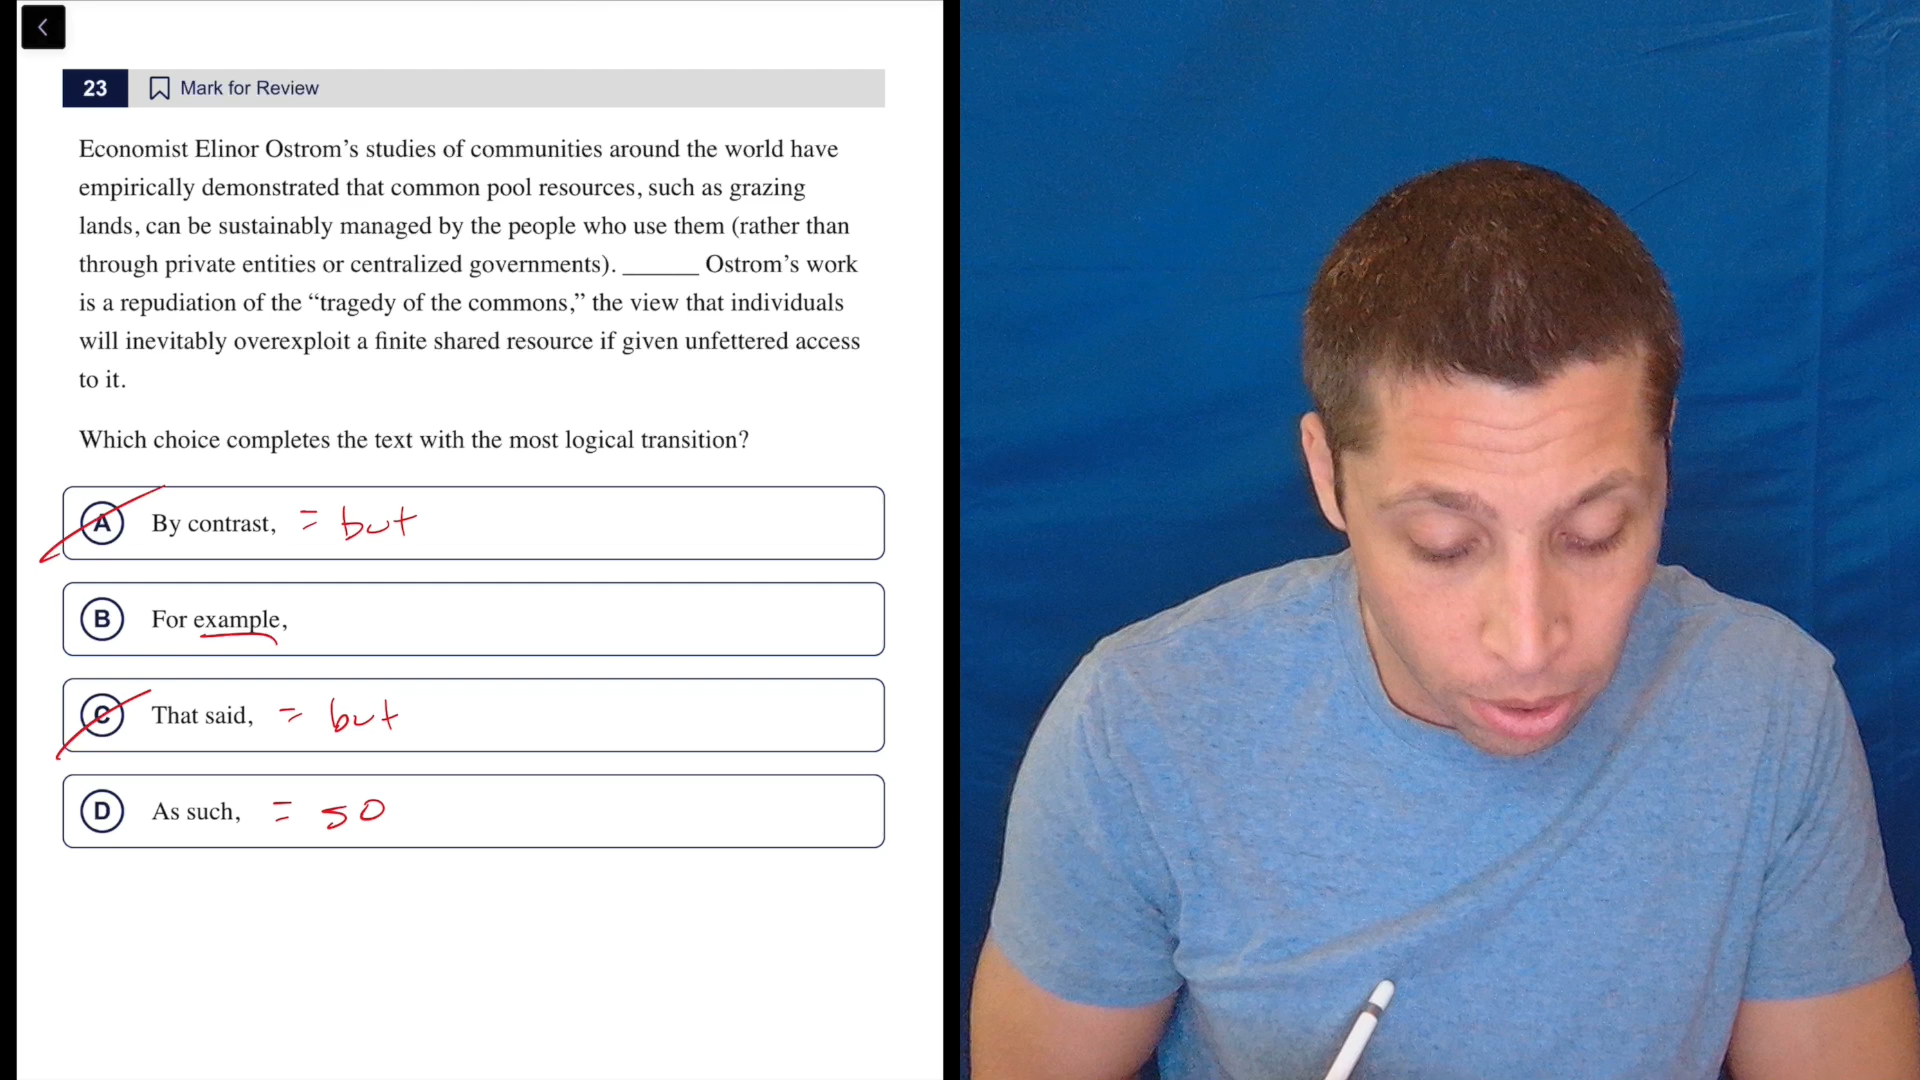 23 Mark for Review
Economist Elinor Ostrom’s studies of communities around the world have
empirically demonstrated that common pool resources, such as grazing
lands, can be sustainably managed by the people who use them (rather than
through private entities or centralized governments). ______ Ostrom’s work
is a repudiation of the “tragedy of the commons,” the view that individuals
will inevitably overexploit a finite shared resource if given unfettered access
to it.
Which choice completes the text with the most logical transition?
A By contrast, = but
B For example,
C That said, = but
D As such, = so